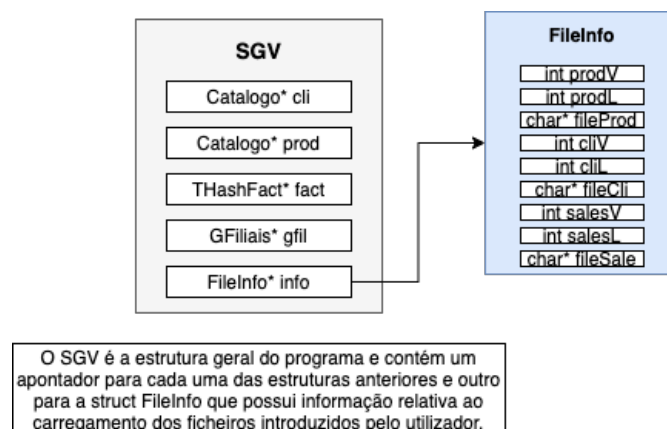 SGV
Catalogo* cli
Catalogo* prod
THashFact* fact
GFiliais* gfil
FileInfo* info
FileInfo
int prodV
int prodL
char* fileProd
int cliV
int cliL
char* fileCli
int salesV
int salesL
char* fileSale
O SGV é a estrutura geral do programa e contém um
apontador para cada uma das estruturas anteriores e outro
para a struct FileInfo que possui informação relativa ao
carregamento dos ficheiros introduzidos pelo utilizador.